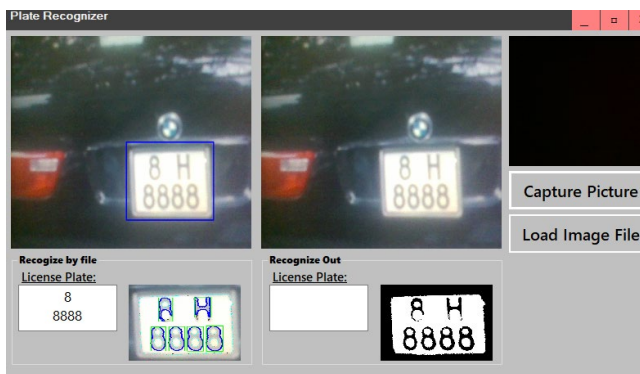 Plate Recognizer
8 H
8888
8 H
8888
Capture Picture
Load Image File
Recogize by file
License Plate:
8
8888
8 H
8888
Recognize Out
License Plate:
8 H
8888